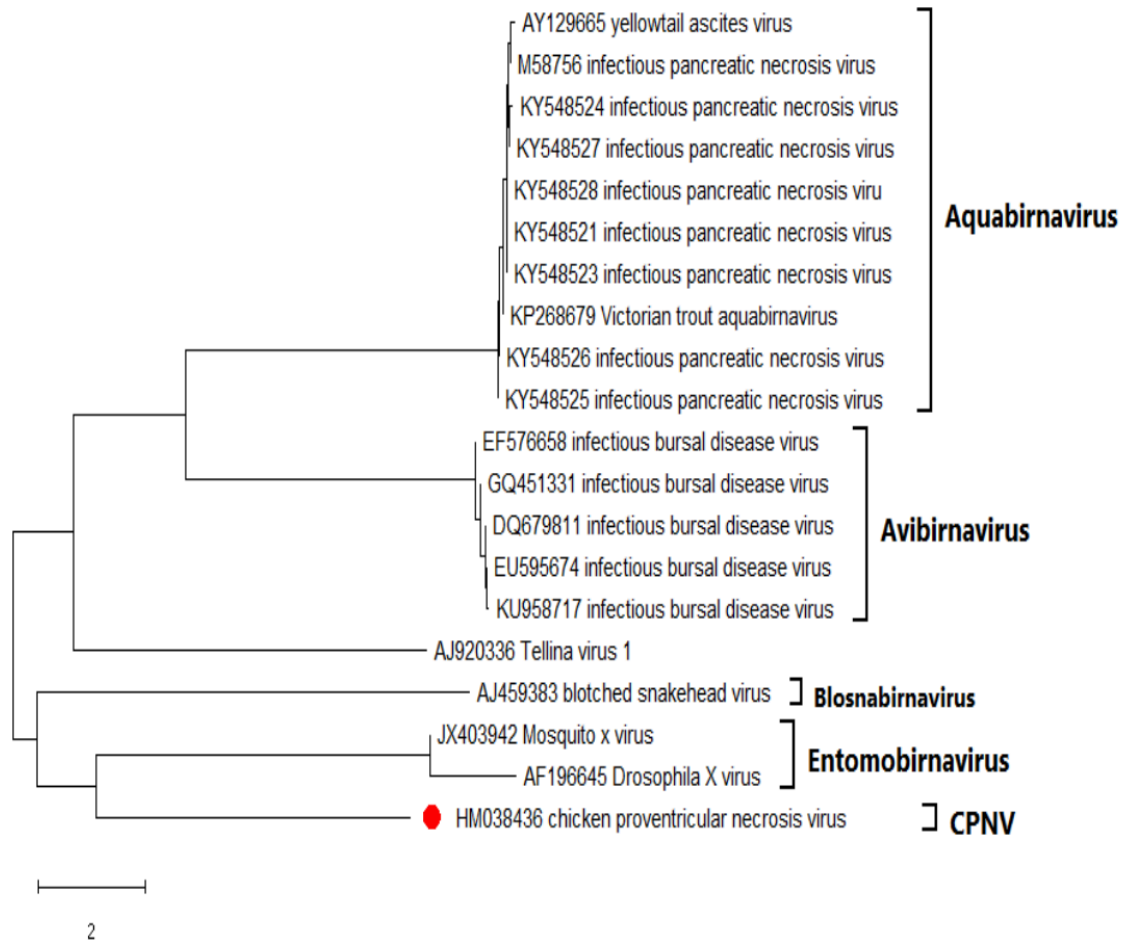 AY129665 yellowtail ascites virus
M58756 infectious pancreatic necrosis virus
KY548524 infectious pancreatic necrosis virus
KY548527 infectious pancreatic necrosis virus
KY548528 infectious pancreatic necrosis viru
KY548521 infectious pancreatic necrosis virus
KY548523 infectious pancreatic necrosis virus
KP268679 Victorian trout aquabirnavirus
KY548526 infectious pancreatic necrosis virus
KY548525 infectious pancreatic necrosis virus
Aquabirnavirus
EF576658 infectious bursal disease virus
GQ451331 infectious bursal disease virus
DQ679811 infectious bursal disease virus
EU595674 infectious bursal disease virus
KU958717 infectious bursal disease virus
Avibirnavirus
AJ920336 Tellina virus 1
AJ459383 blotched snakehead virus
Blosnabirnavirus
JX403942 Mosquito x virus
AF196645 Drosophila X virus
Entomobirnavirus
HM038436 chicken proventricular necrosis virus
CPNV
2